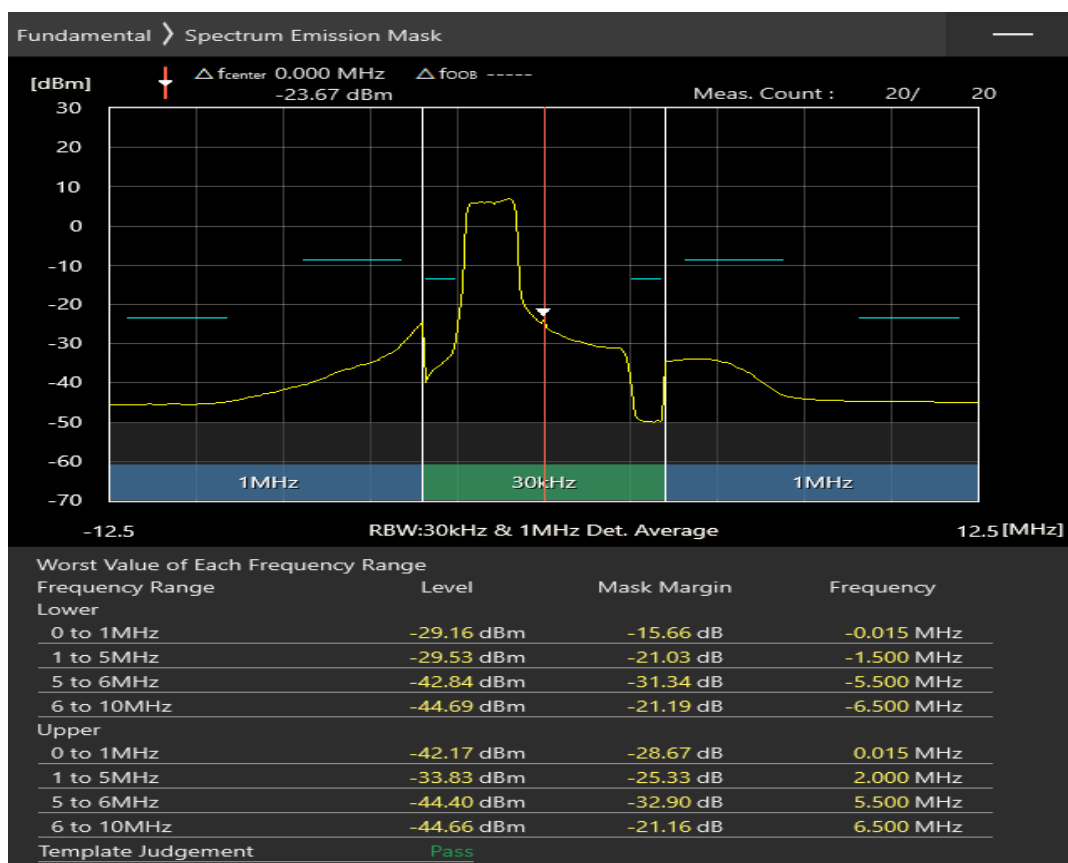 Fundamental ❯ Spectrum Emission Mask
[dBm]
△ fcenter 0.000 MHz △ fOOB -----
-23.67 dBm
Meas. Count : 20/ 20
30
20
10
0
-10
-20
-30
-40
-50
-60
-70
1MHz 30kHz 1MHz
-12.5 RBW:30kHz & 1MHz Det. Average 12.5 [MHz]
Worst Value of Each Frequency Range
Frequency Range Level Mask Margin Frequency
Lower
0 to 1MHz -29.16 dBm -15.66 dB -0.015 MHz
1 to 5MHz -29.53 dBm -21.03 dB -1.500 MHz
5 to 6MHz -42.84 dBm -31.34 dB -5.500 MHz
6 to 10MHz -44.69 dBm -21.19 dB -6.500 MHz
Upper
0 to 1MHz -42.17 dBm -28.67 dB 0.015 MHz
1 to 5MHz -33.83 dBm -25.33 dB 2.000 MHz
5 to 6MHz -44.40 dBm -32.90 dB 5.500 MHz
6 to 10MHz -44.66 dBm -21.16 dB 6.500 MHz
Template Judgement Pass